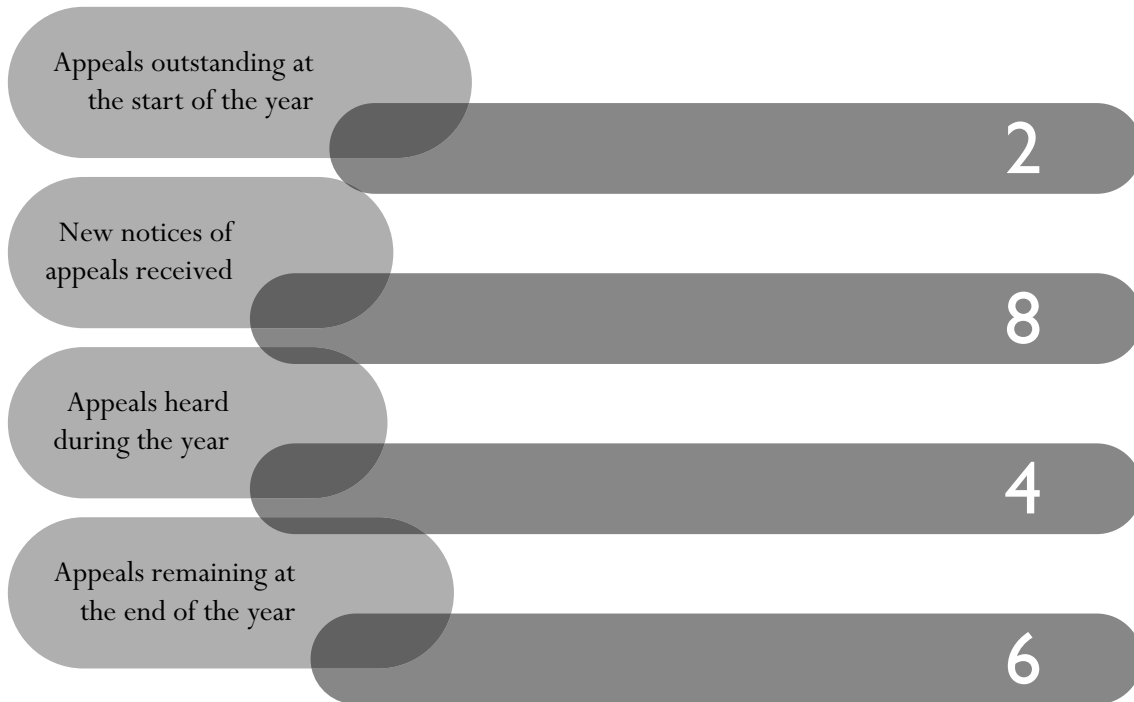 Appeals outstanding at
the start of the year
2
New notices of
appeals received
8
Appeals heard
during the year
4
Appeals remaining at
the end of the year
6